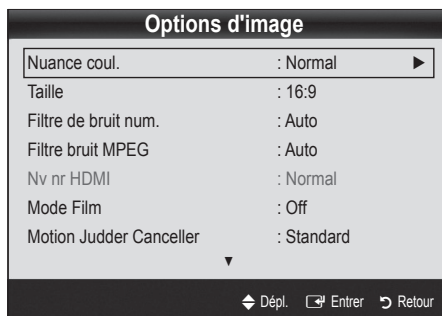 Options d'image
Nuance coul. : Normal ▶
Taille : 16:9
Filtre de bruit num. : Auto
Filtre bruit MPEG : Auto
Nv nr HDMI : Normal
Mode Film : Off
Motion Judder Canceller : Standard
▼
Dépl. Entrer Retour